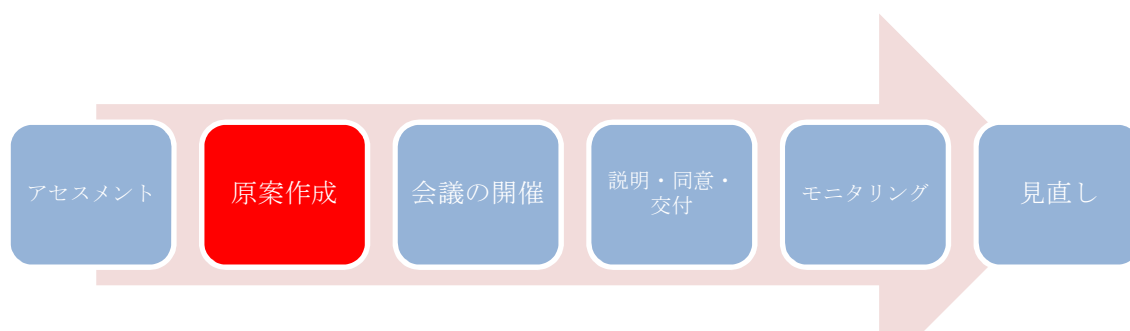 アセスメント
原案作成
会議の開催
説明・同意・
交付
モニタリング
見直し